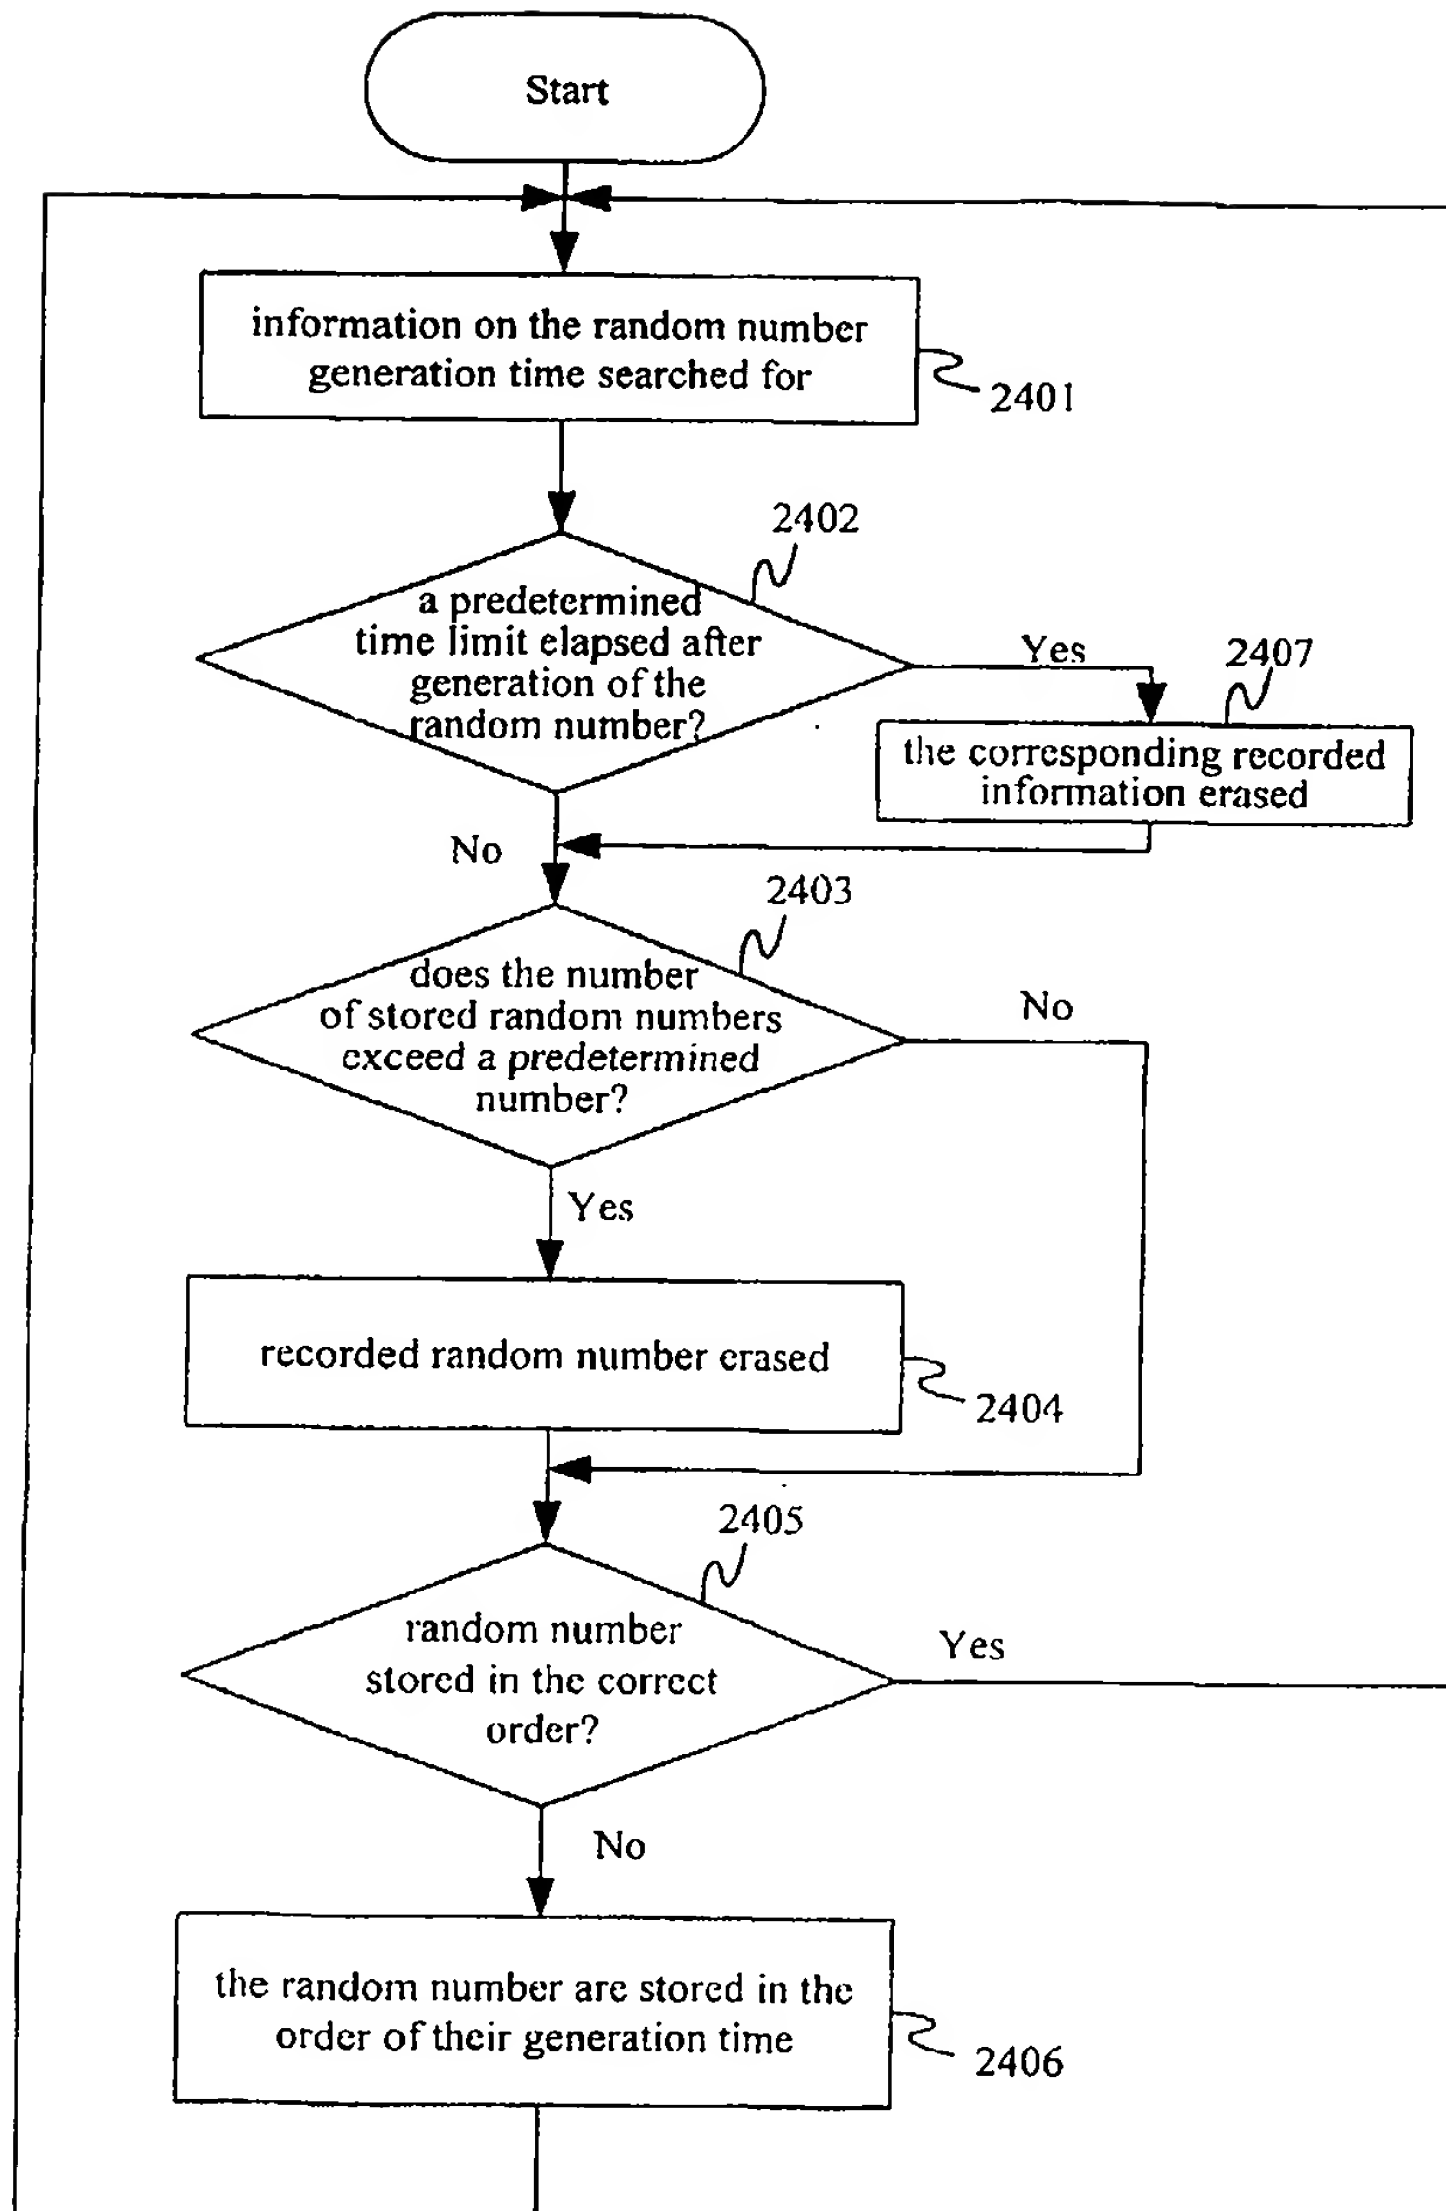 Start
information on the random number
generation time searched for
2401
2402
a predetermined
time limit elapsed after
generation of the
random number?
Yes
2407
the corresponding recorded
information erased
No
2403
does the number
of stored random numbers
exceed a predetermined
number?
No
Yes
recorded random number erased
2404
2405
random number
stored in the correct
order?
Yes
No
the random number are stored in the
order of their generation time
2406